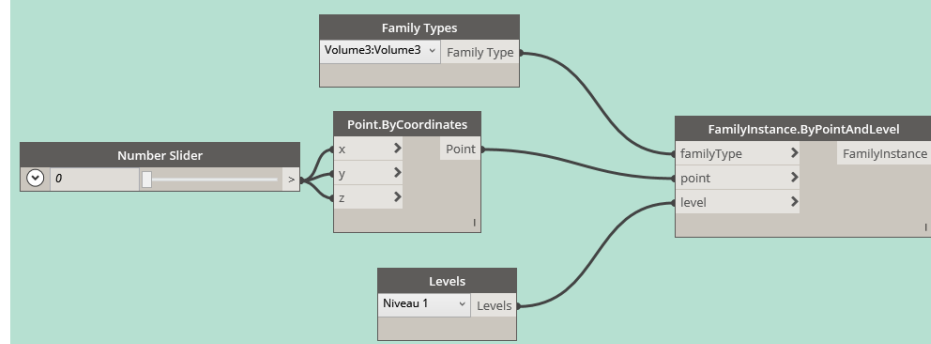 Family Types
Volume3:Volume3
Family Type
Point.ByCoordinates
x
Point
y
z
I
Number Slider
0
>
Levels
Niveau 1
Levels
FamilyInstance.ByPointAndLevel
familyType
FamilyInstance
point
level
I